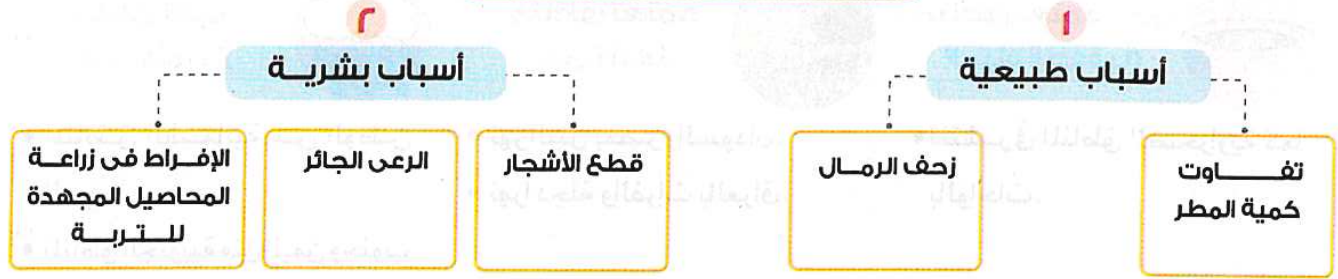 ١
أسباب طبيعية
تفاوت
كمية المطر
زحف الرمال
٢
أسباب بشرية
قطع الأشجار
الرعى الجائر
الإفراط فى زراعة
المحاصيل المجهدة
للتربة